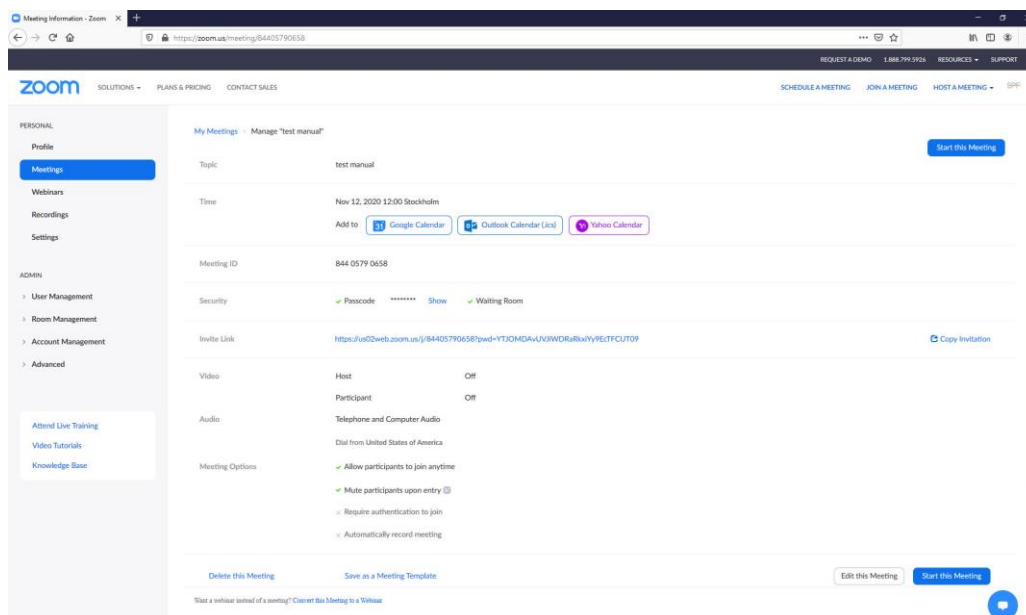 Meeting Information - Zoom
https://zoom.us/meeting/84405790658
REQUEST A DEMO 1.888.799.5926 RESOURCES SUPPORT
zoom SOLUTIONS PLANS & PRICING CONTACT SALES SCHEDULE A MEETING JOIN A MEETING HOST A MEETING
PERSONAL
Profile
Meetings
Webinars
Recordings
Settings
ADMIN
User Management
Room Management
Account Management
Advanced
Attend Live Training
Video Tutorials
Knowledge Base
My Meetings > Manage "test manual"
Start this Meeting
Topic test manual
Time Nov 12, 2020 12:00 Stockholm
Add to 31 Google Calendar Outlook Calendar (.ics) Yahoo Calendar
Meeting ID 844 0579 0658
Security Passcode ******** Show Waiting Room
Invite Link Copy Invitation
Video Host Off
Participant Off
Audio Telephone and Computer Audio
Dial from United States of America
Meeting Options Allow participants to join anytime
Mute participants upon entry
Require authentication to join
Automatically record meeting
Delete this Meeting Save as a Meeting Template Edit this Meeting Start this Meeting
Want a webinar instead of a meeting? Convert this Meeting to a Webinar